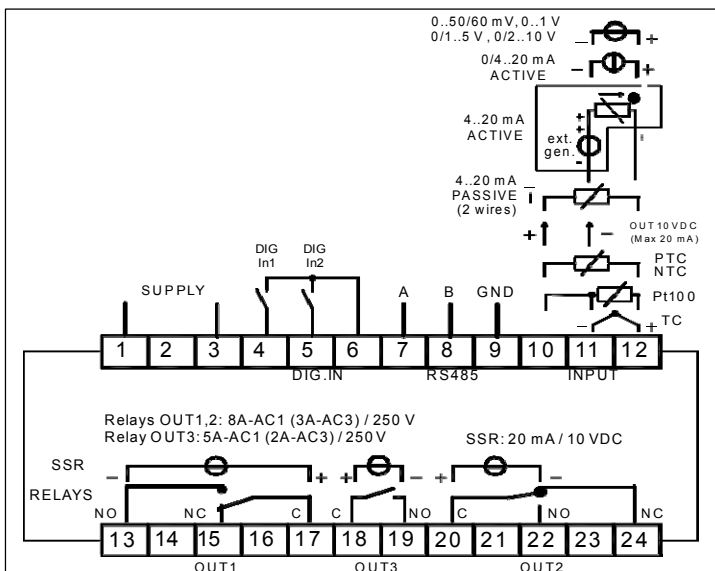 0..50/60 mV, 0..1 V
0/1..5 V , 0/2..10 V
− +
0/4..20 mA
ACTIVE
− +
4..20 mA
ACTIVE
+
+
ext.
gen.
-
4..20 mA
PASSIVE
(2 wires)
+ −
OUT 10VDC
(Max 20 mA)
PTC
NTC
Pt100
− + TC
DIG
In1
DIG
In2
SUPPLY
A B GND
1 2 3 4 5 6 7 8 9 10 11 12
DIG.IN RS485 INPUT
Relays OUT1,2: 8A-AC1 (3A-AC3) / 250 V
Relay OUT3: 5A-AC1 (2A-AC3) / 250 V
SSR: 20 mA / 10 VDC
SSR − + + − + −
RELAYS
NO NC C C NO C NO NC
13 14 15 16 17 18 19 20 21 22 23 24
OUT1 OUT3 OUT2